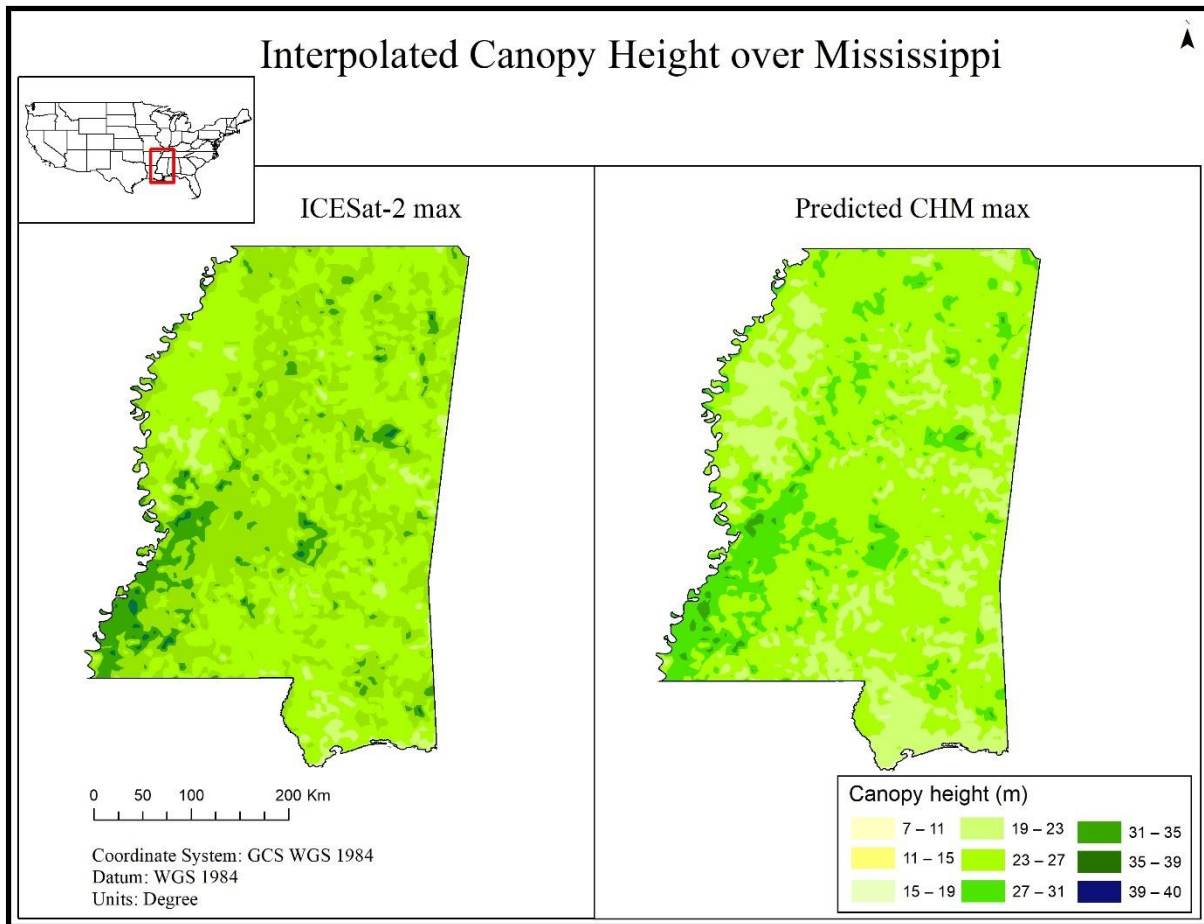 Interpolated Canopy Height over Mississippi
ICESat-2 max
Predicted CHM max
0 50 100 200 Km
Coordinate System: GCS WGS 1984
Datum: WGS 1984
Units: Degree
Canopy height (m)
7 – 11 19 – 23 31 – 35
11 – 15 23 – 27 35 – 39
15 – 19 27 – 31 39 – 40